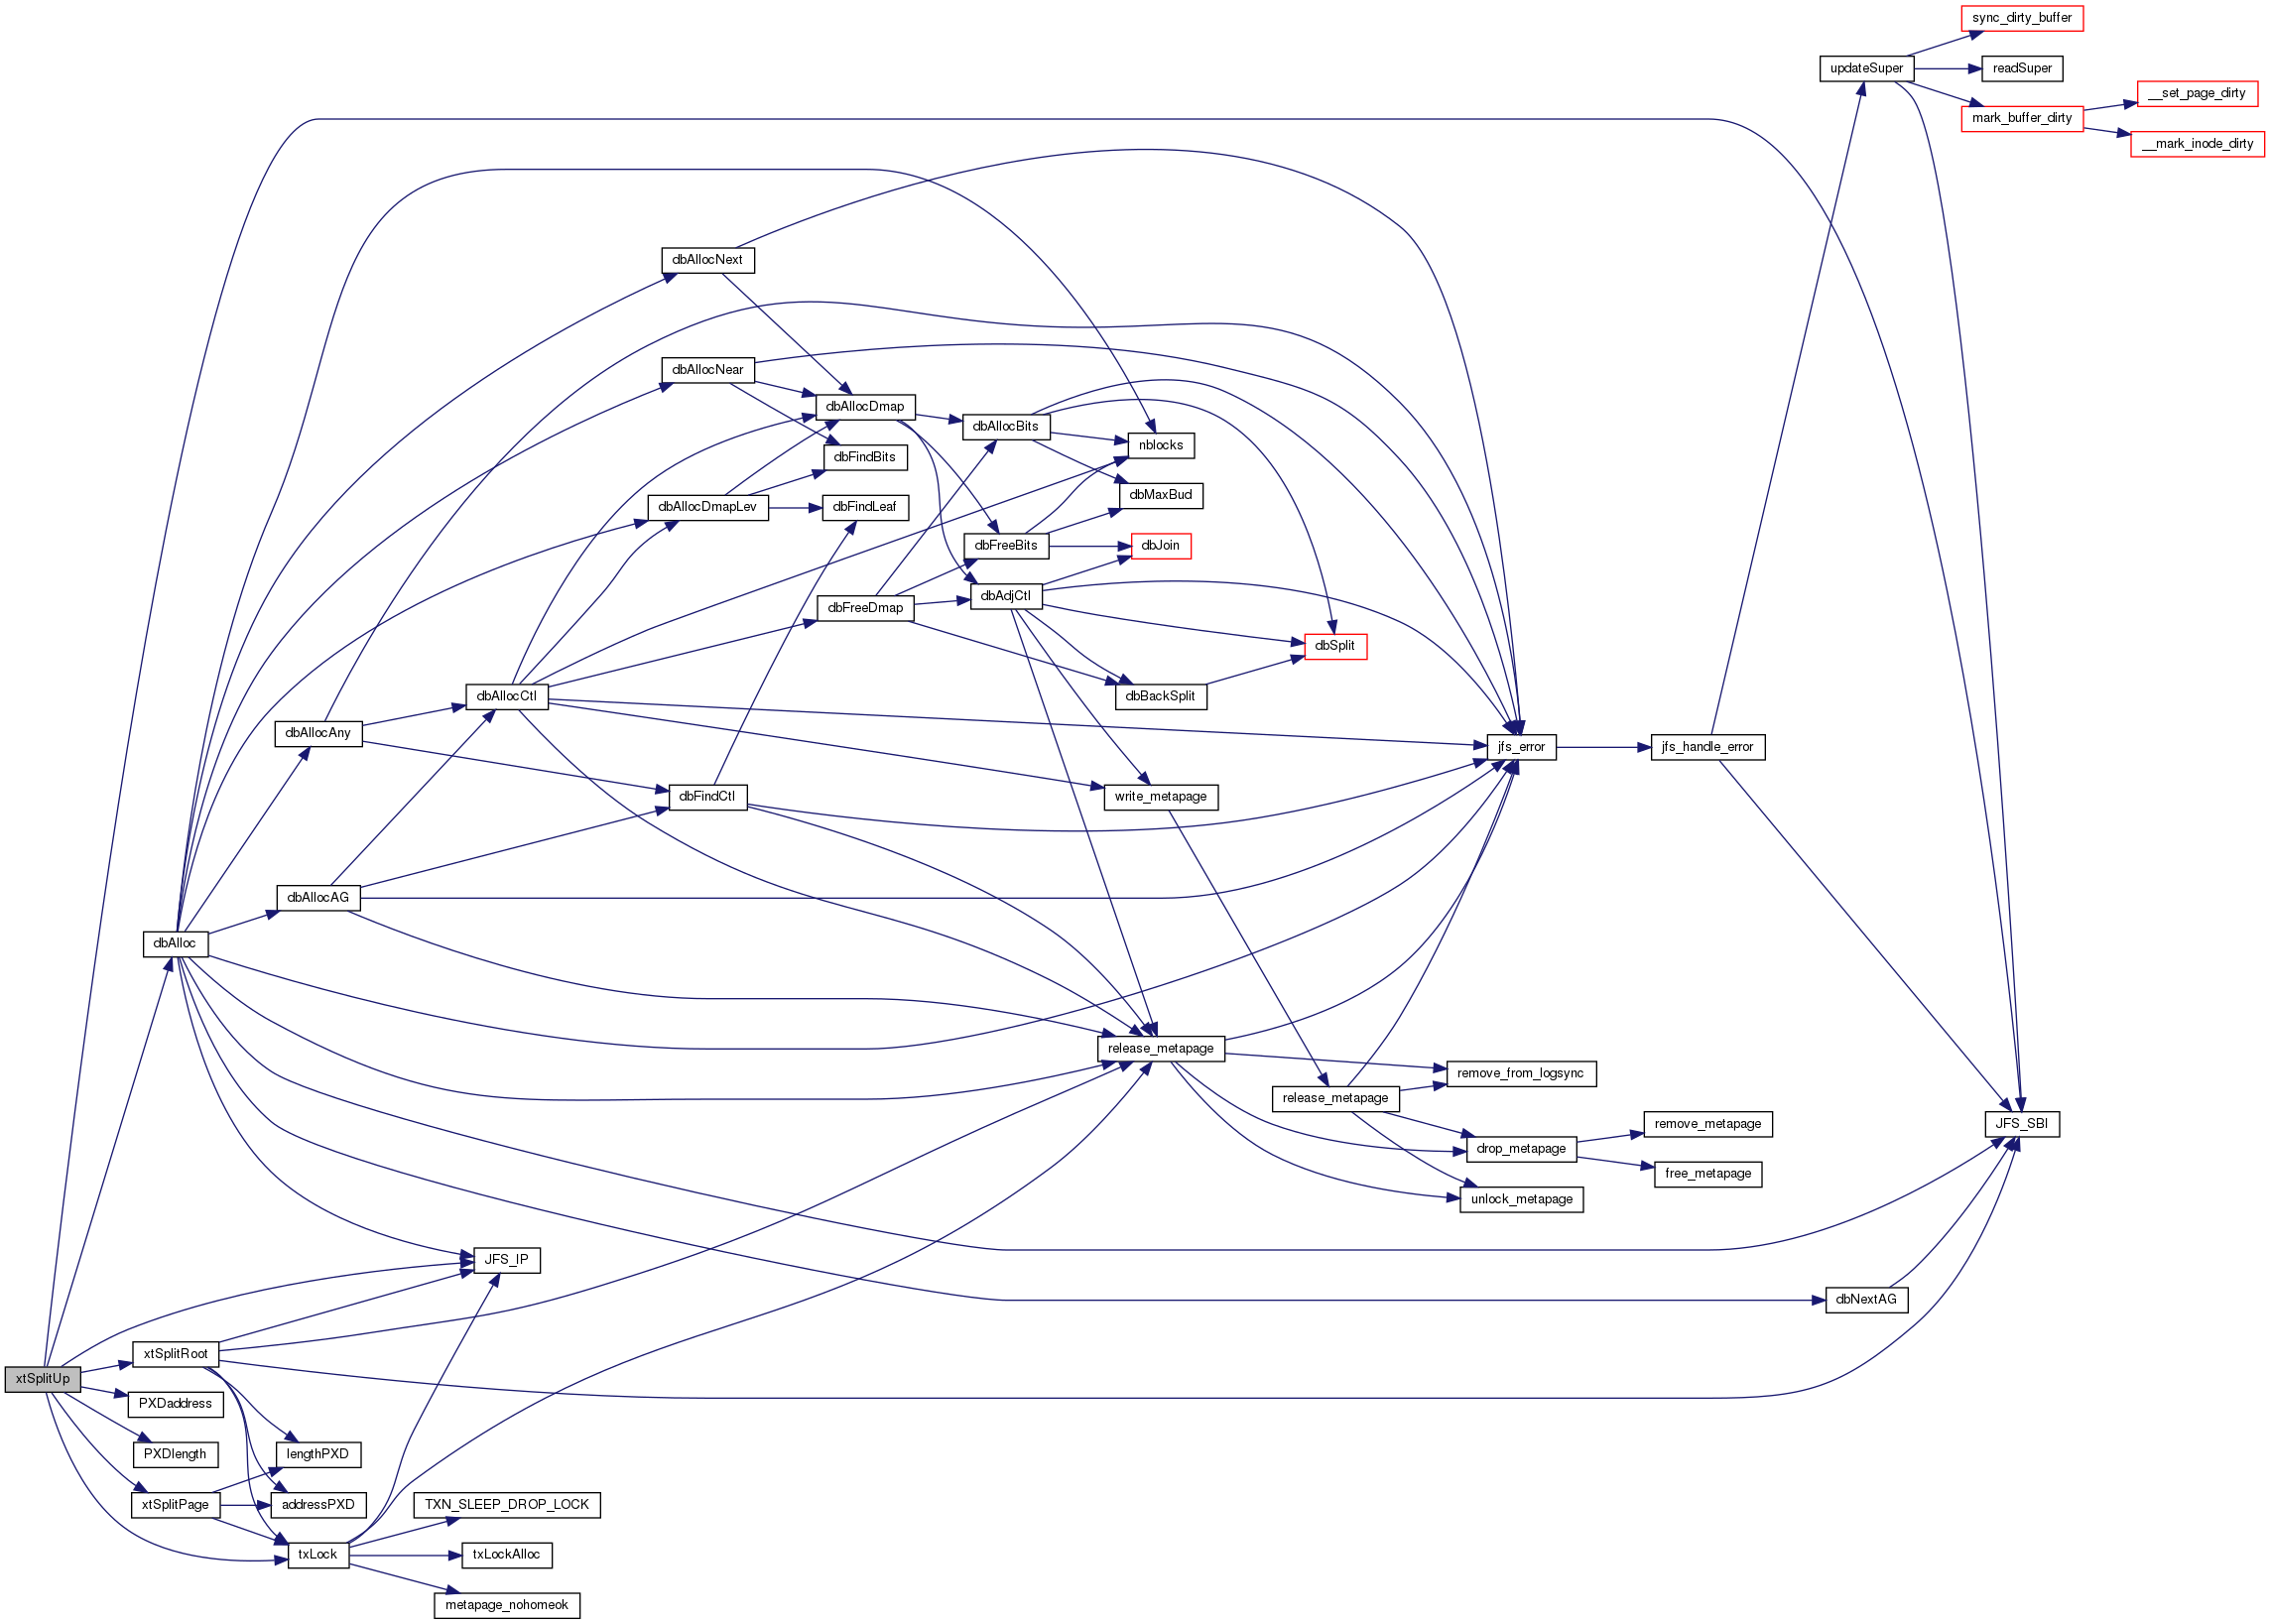 sync_dirty_buffer
updateSuper
readSuper
__set_page_dirty
mark_buffer_dirty
__mark_inode_dirty
dbAllocNext
dbAllocNear
dbAllocDmap
dbAllocBits
nblocks
dbFindBits
dbMaxBud
dbAllocDmapLev
dbFindLeaf
dbFreeBits
dbJoin
dbAdjCtl
dbFreeDmap
dbSplit
dbAllocCtl
dbBackSplit
dbAllocAny
jfs_error
jfs_handle_error
dbFindCtl
write_metapage
dbAllocAG
dbAlloc
release_metapage
remove_from_logsync
release_metapage
remove_metapage
JFS_SBI
drop_metapage
free_metapage
unlock_metapage
JFS_IP
dbNextAG
xtSplitRoot
xtSplitUp
PXDaddress
PXDlength
lengthPXD
xtSplitPage
addressPXD
TXN_SLEEP_DROP_LOCK
txLock
txLockAlloc
metapage_nohomeok